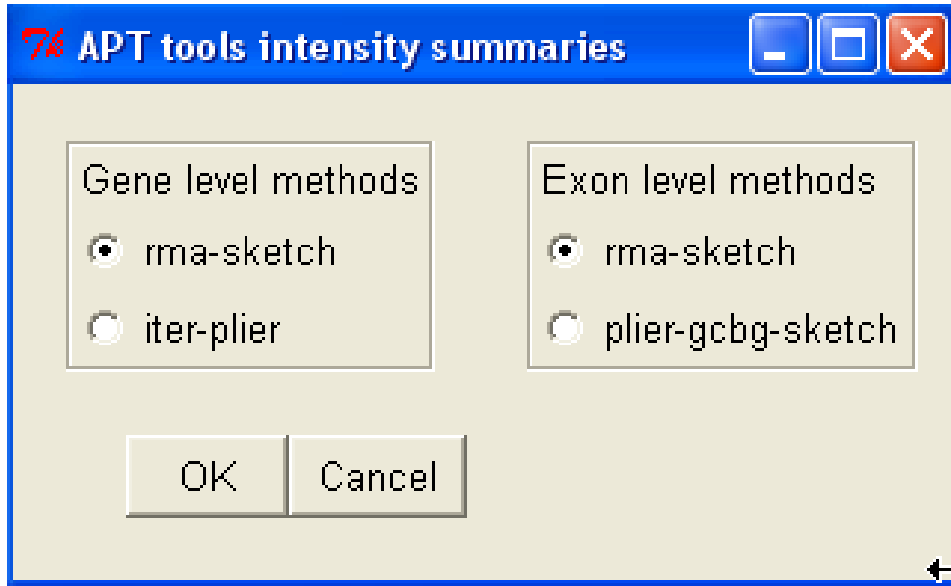 APT tools intensity summaries
Gene level methods
rma-sketch
iter-plier
Exon level methods
rma-sketch
plier-gcbg-sketch
OK
Cancel